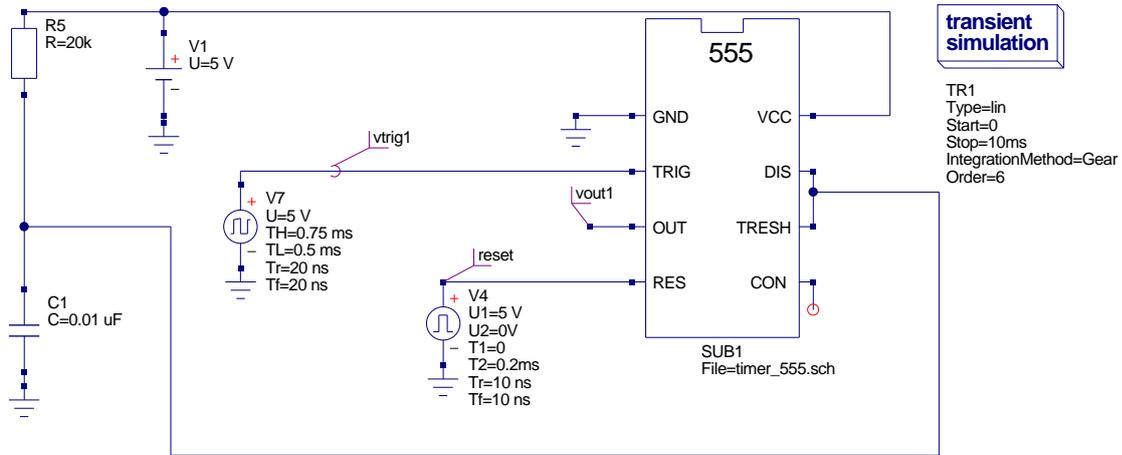 R5
R=20k
V1
U=5 V
+
−
555
GND
VCC
TRIG
DIS
OUT
TRESH
RES
CON
SUB1
File=timer_555.sch
transient
simulation
TR1
Type=lin
Start=0
Stop=10ms
IntegrationMethod=Gear
Order=6
vtrig1
V7
U=5 V
TH=0.75 ms
TL=0.5 ms
Tr=20 ns
Tf=20 ns
+
−
vout1
reset
V4
U1=5 V
U2=0V
T1=0
T2=0.2ms
Tr=10 ns
Tf=10 ns
+
−
C1
C=0.01 uF